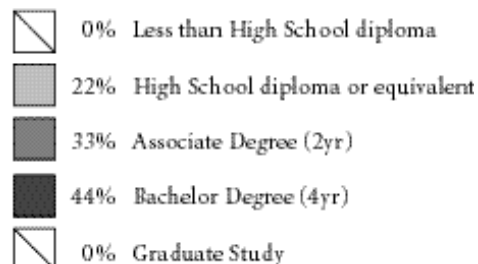 0% Less than High School diploma
22% High School diploma or equivalent
33% Associate Degree (2yr)
44% Bachelor Degree (4yr)
0% Graduate Study